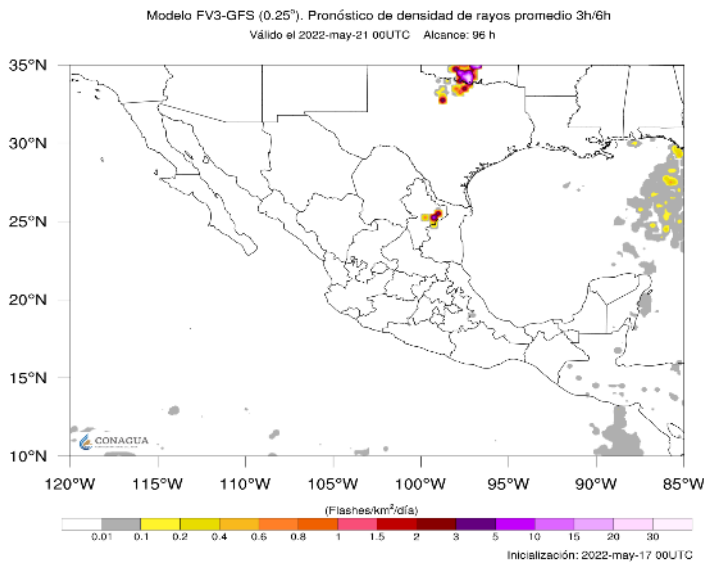 Modelo FV3-GFS (0.25°). Pronóstico de densidad de rayos promedio 3h/6h
Válido el 2022-may-21 00UTC Alcance: 96 h
35°N
30°N
25°N
20°N
15°N
10°N
CONAGUA
120°W 115°W 110°W 105°W 100°W 95°W 90°W 85°W
(Flashes/km²/día)
0.01 0.1 0.2 0.4 0.6 0.8 1 1.5 2 3 5 10 15 20 30
Inicialización: 2022-may-17 00UTC